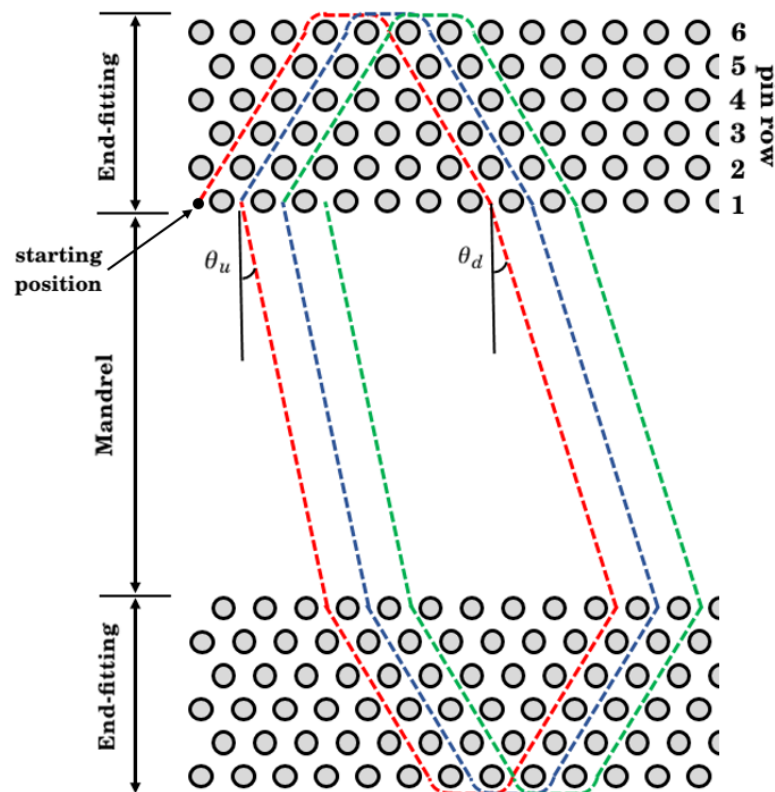 End-fitting
6
5
4
3
2
1
pin row
starting
position
θu
θd
Mandrel
End-fitting